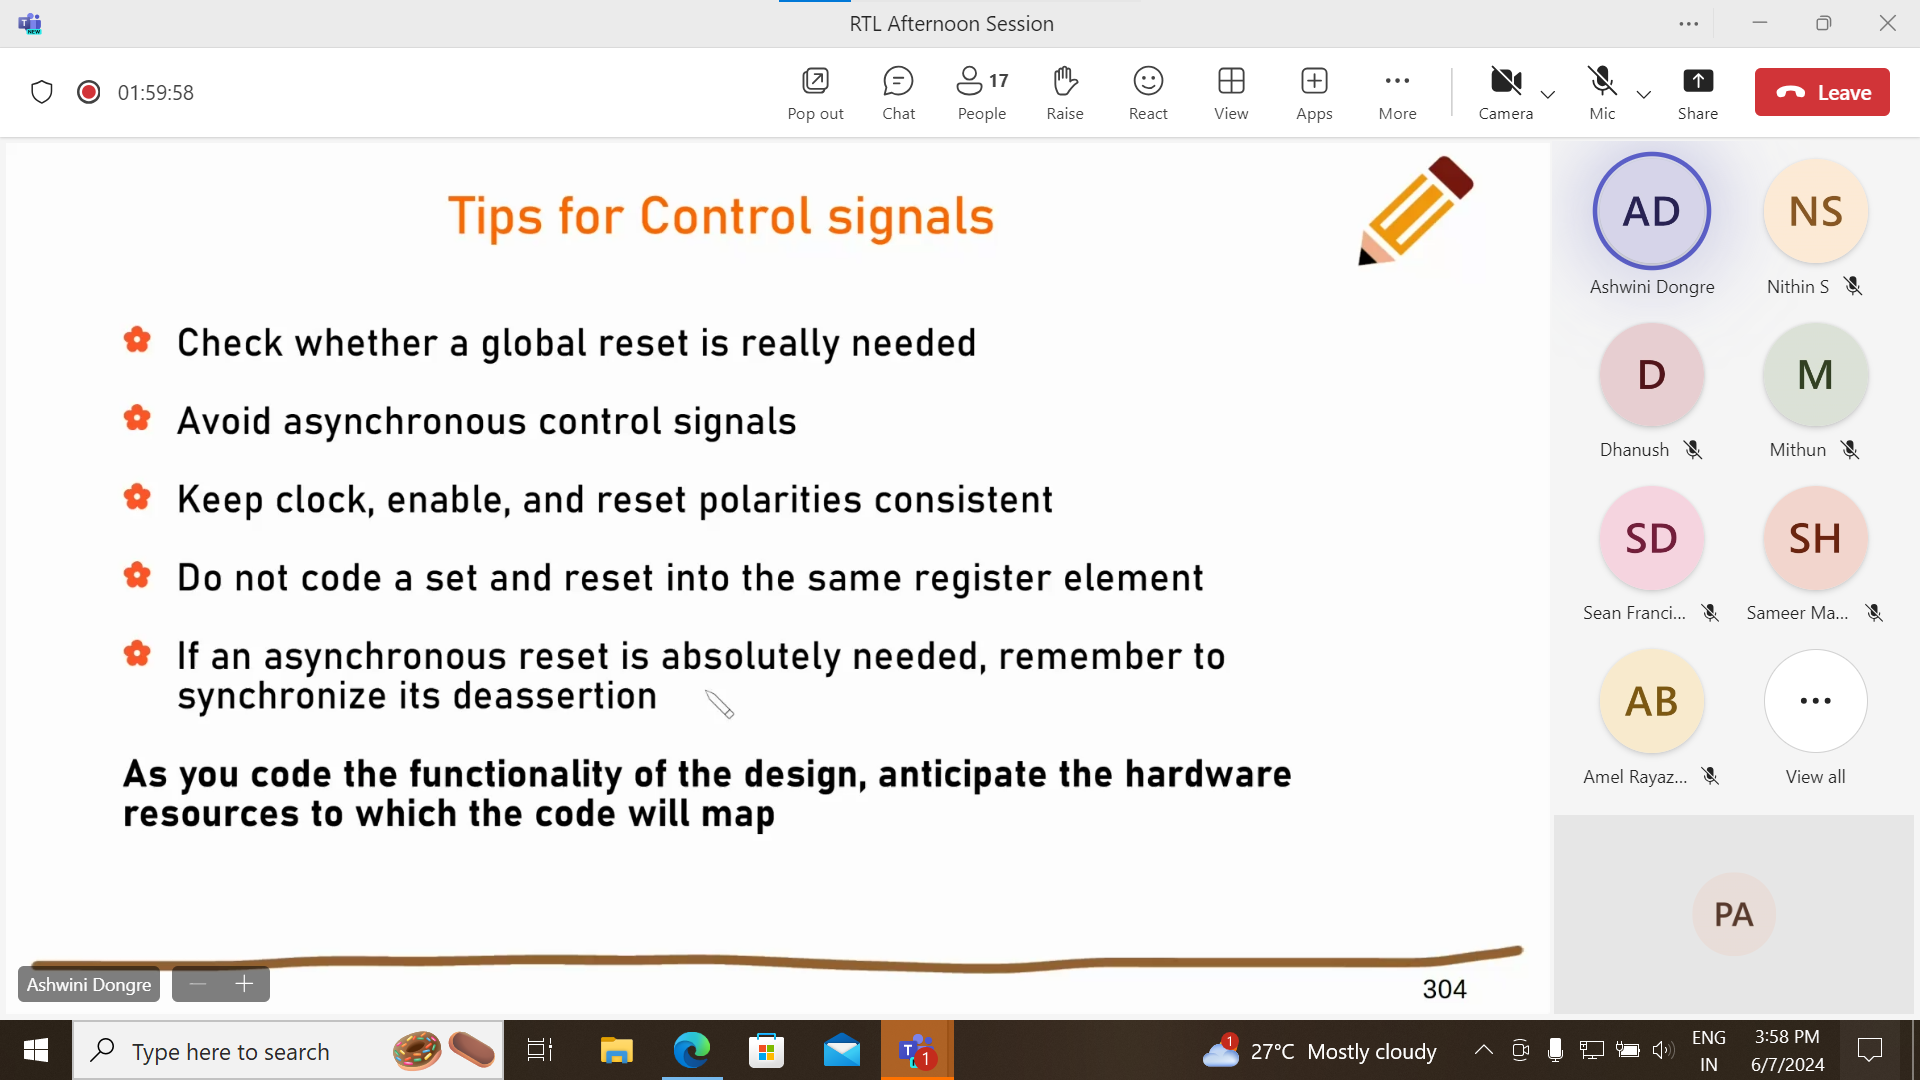 RTL Afternoon Session
01:59:58
Pop out
Chat
17
People
Raise
React
View
Apps
More
Camera
Mic
Share
Leave
Tips for Control signals
Check whether a global reset is really needed
Avoid asynchronous control signals
Keep clock, enable, and reset polarities consistent
Do not code a set and reset into the same register element
If an asynchronous reset is absolutely needed, remember to
synchronize its deassertion
As you code the functionality of the design, anticipate the hardware
resources to which the code will map
304
Ashwini Dongre
AD
Ashwini Dongre
NS
Nithin S
D
Dhanush
M
Mithun
SD
Sean Franci...
SH
Sameer Ma...
AB
Amel Rayaz...
View all
PA
Type here to search
1
1
27°C Mostly cloudy
ENG
IN
3:58 PM
6/7/2024